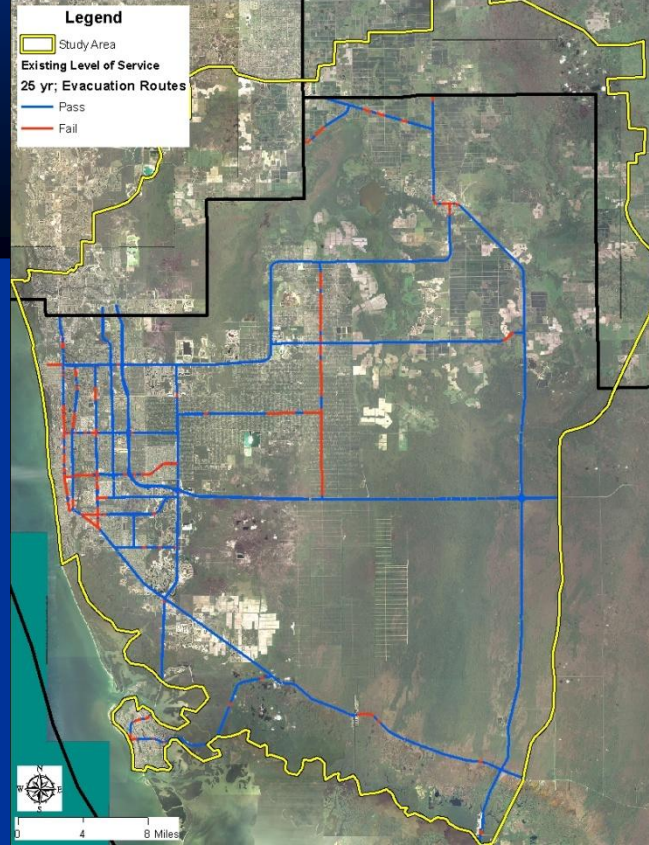 Legend
Study Area
Existing Level of Service
25 yr; Evacuation Routes
Pass
Fail
N
W E
S
0 4 8 Miles